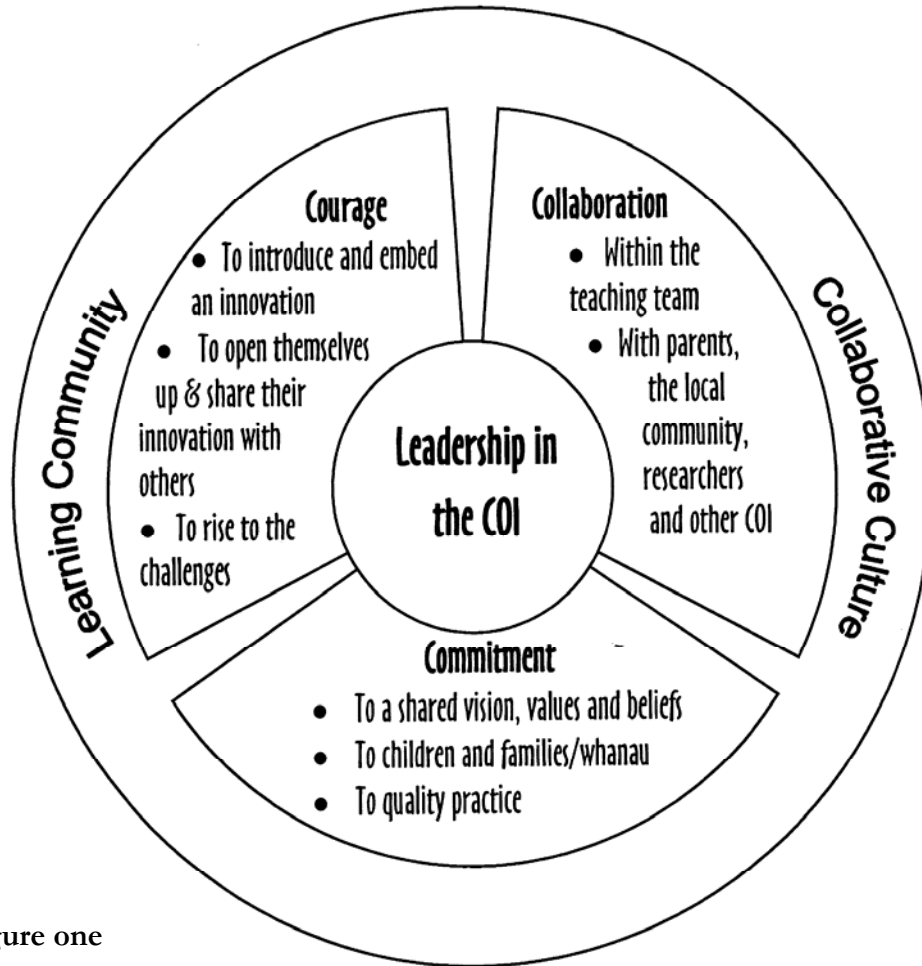 Learning Community
Courage
● To introduce and embed
an innovation
● To open themselves
up & share their
innovation with
others
● To rise to the
challenges
Collaboration
● Within the
teaching team
● With parents,
the local
community,
researchers
and other COI
Collaborative Culture
Leadership in
the COI
Commitment
● To a shared vision, values and beliefs
● To children and families/whanau
● To quality practice
gure one